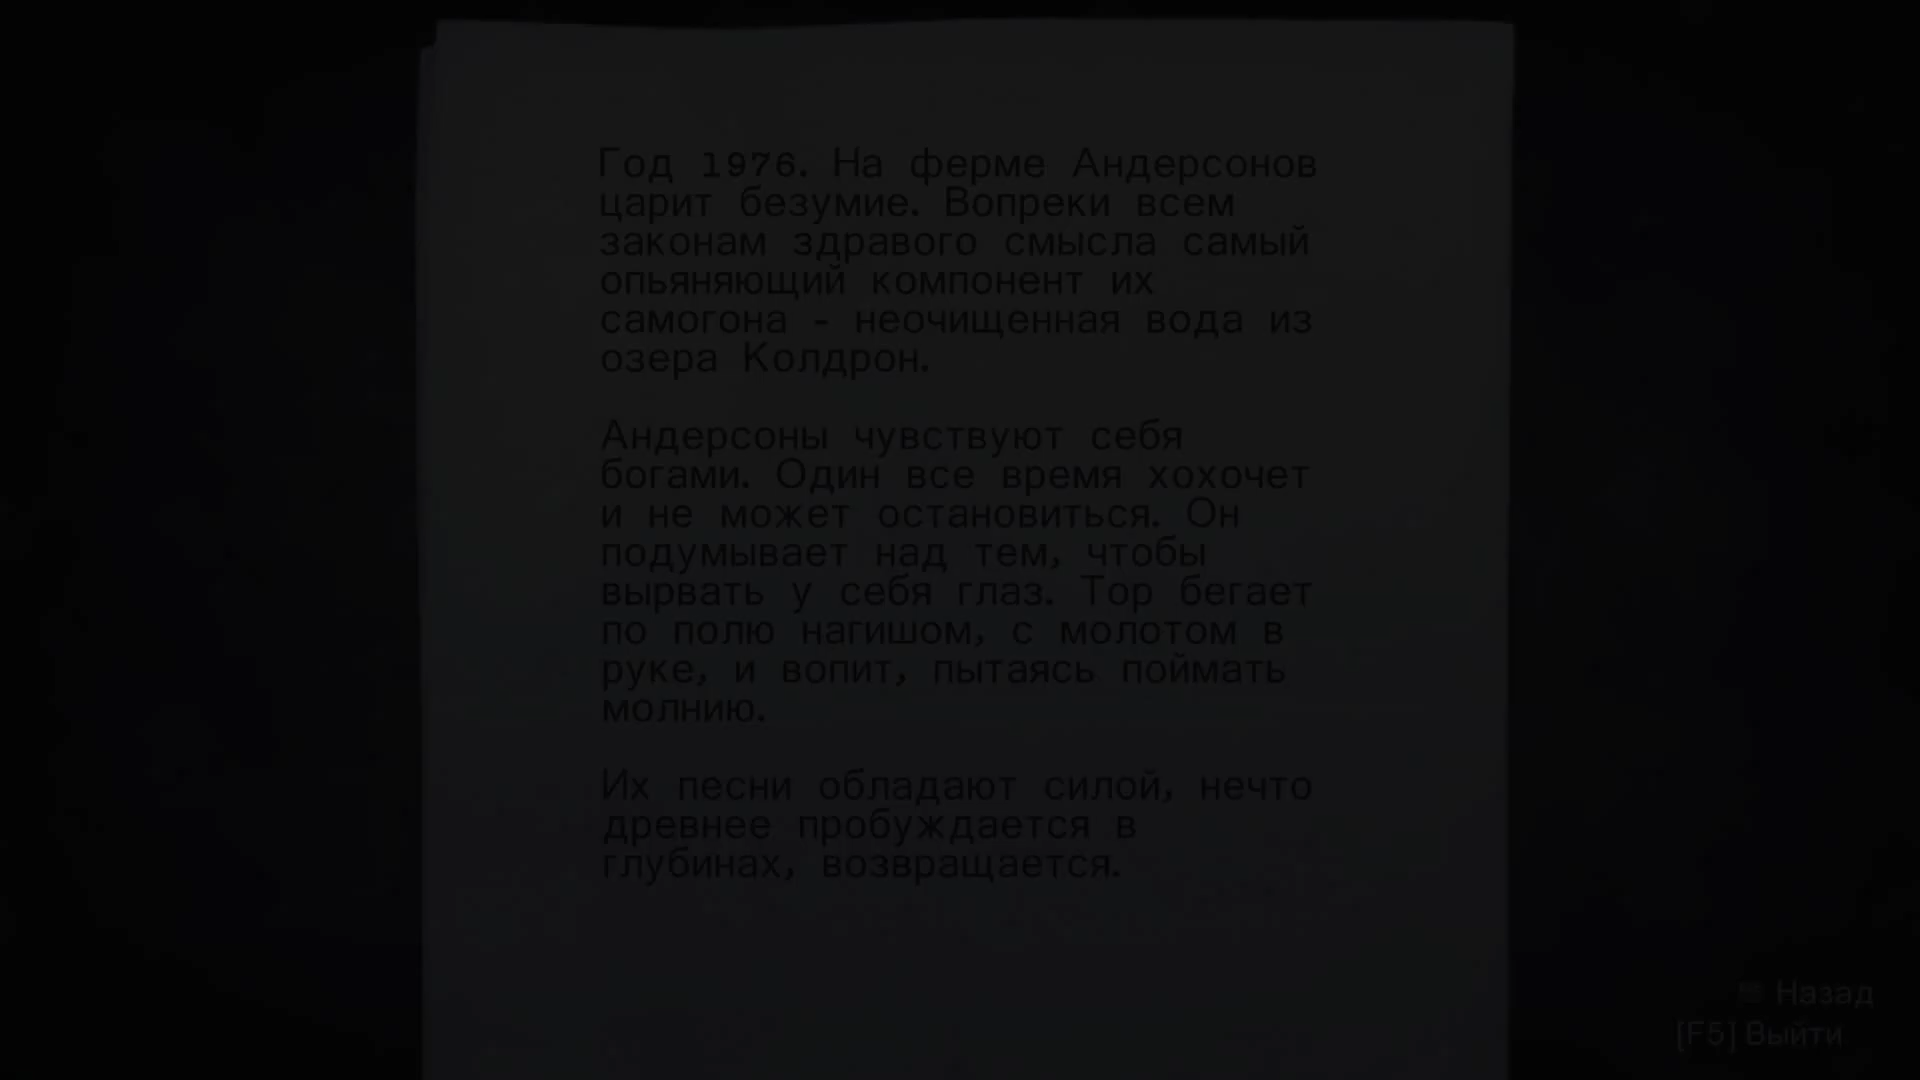 Год 1976. На ферме Андерсонов
царит безумие. Вопреки всем
законам здравого смысла самый
опьяняющий компонент их
самогона - неочищенная вода из
озера Колдрон.
Андерсоны чувствуют себя
богами. Один все время хохочет
и не может остановиться. Он
подумывает над тем, чтобы
вырвать у себя глаз. Тор бегает
по полю нагишом, с молотом в
руке, и вопит, пытаясь поймать
молнию.
Их песни обладают силой, нечто
древнее пробуждается в
глубинах, возвращается.
Назад
[F5] Выйти